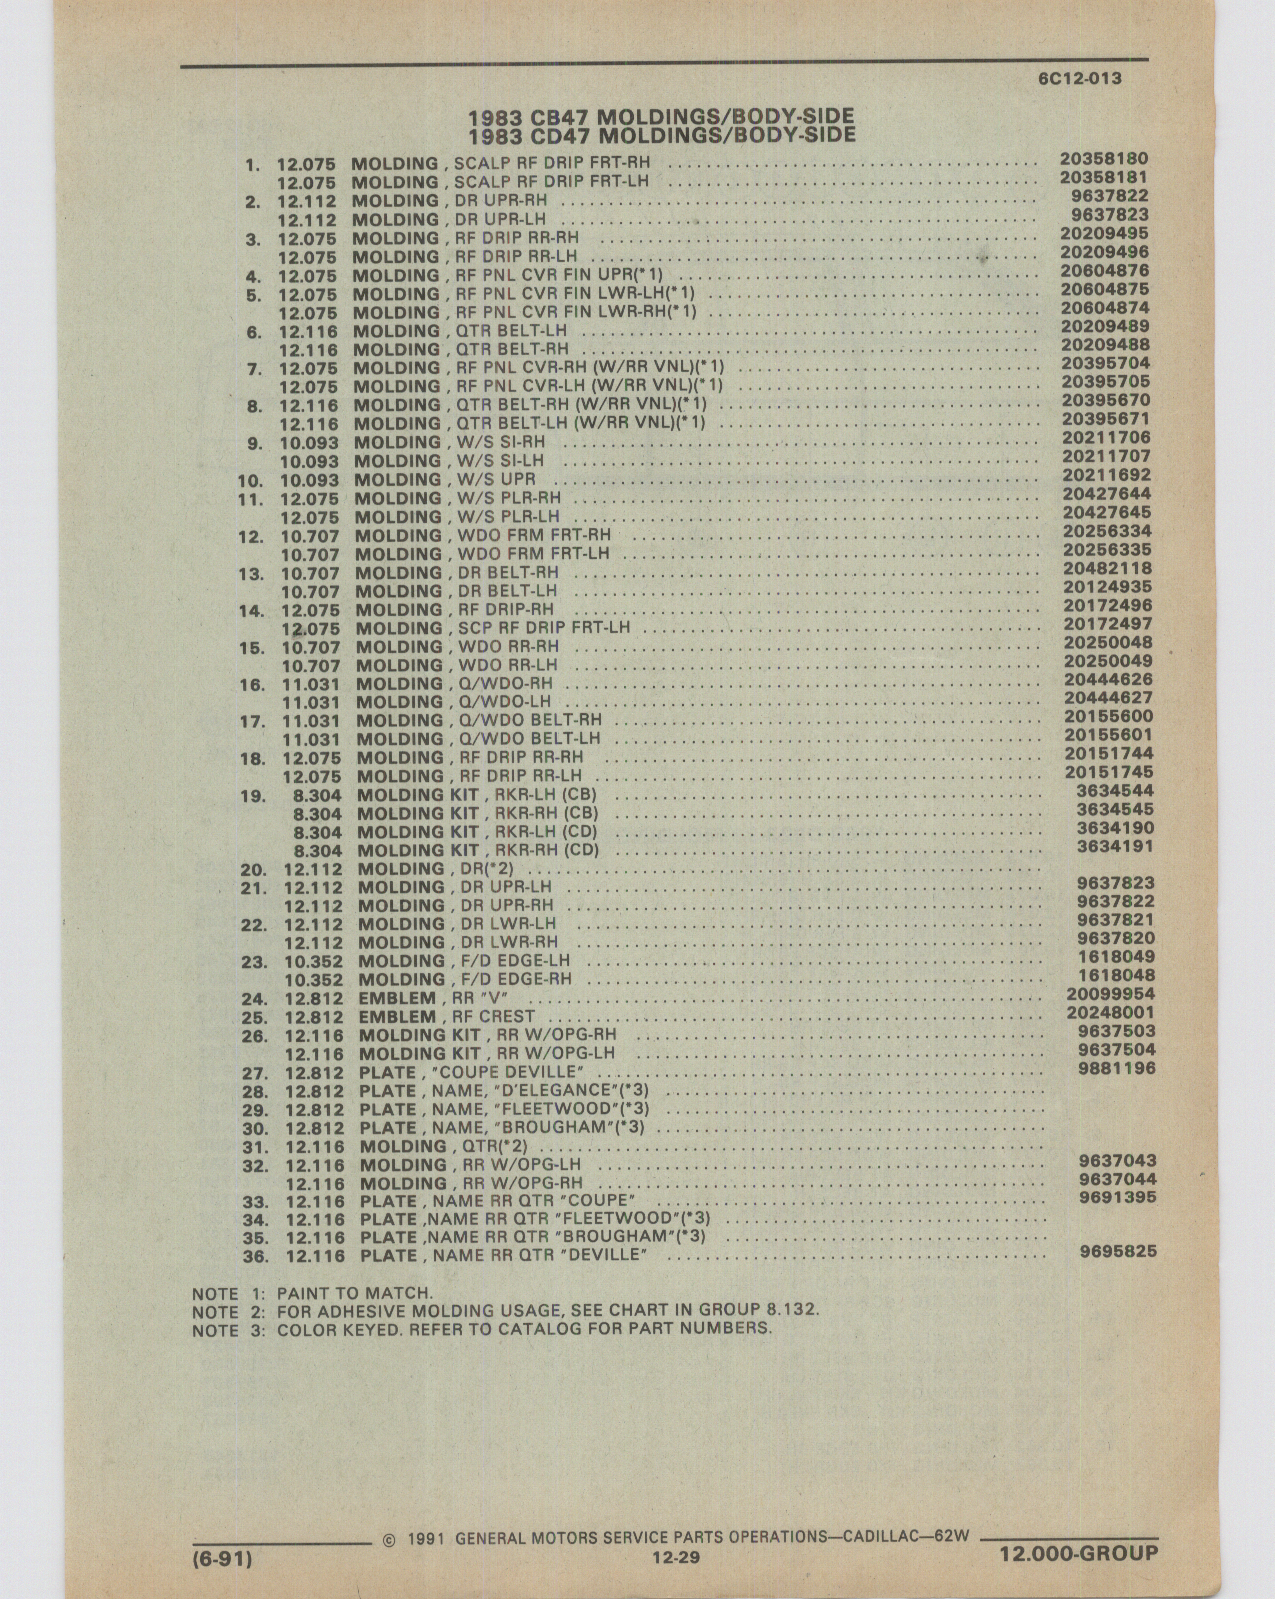 6C12-013
1983 CB47 MOLDINGS/BODY-SIDE
1983 CD47 MOLDINGS/BODY-SIDE
1. 12.075 MOLDING , SCALP RF DRIP FRT-RH 20358180
12.075 MOLDING , SCALP RF DRIP FRT-LH 20358181
2. 12.112 MOLDING , DR UPR-RH 9637822
12.112 MOLDING , DR UPR-LH 9637823
3. 12.075 MOLDING , RF DRIP RR-RH 20209495
12.075 MOLDING , RF DRIP RR-LH 20209496
4. 12.075 MOLDING , RF PNL CVR FIN UPR(*1) 20604876
5. 12.075 MOLDING , RF PNL CVR FIN LWR-LH(*1) 20604875
12.075 MOLDING , RF PNL CVR FIN LWR-RH(*1) 20604874
6. 12.116 MOLDING , QTR BELT-LH 20209489
12.116 MOLDING , QTR BELT-RH 20209488
7. 12.075 MOLDING , RF PNL CVR-RH (W/RR VNL)(*1) 20395704
12.075 MOLDING , RF PNL CVR-LH (W/RR VNL)(*1) 20395705
8. 12.116 MOLDING , QTR BELT-RH (W/RR VNL)(*1) 20395670
12.116 MOLDING , QTR BELT-LH (W/RR VNL)(*1) 20395671
9. 10.093 MOLDING , W/S SI-RH 20211706
10.093 MOLDING , W/S SI-LH 20211707
10. 10.093 MOLDING , W/S UPR 20211692
11. 12.075 MOLDING , W/S PLR-RH 20427644
12.075 MOLDING , W/S PLR-LH 20427645
12. 10.707 MOLDING , WDO FRM FRT-RH 20256334
10.707 MOLDING , WDO FRM FRT-LH 20256335
13. 10.707 MOLDING , DR BELT-RH 20482118
10.707 MOLDING , DR BELT-LH 20124935
14. 12.075 MOLDING , RF DRIP-RH 20172496
12.075 MOLDING , SCP RF DRIP FRT-LH 20172497
15. 10.707 MOLDING , WDO RR-RH 20250048
10.707 MOLDING , WDO RR-LH 20250049
16. 11.031 MOLDING , Q/WDO-RH 20444626
11.031 MOLDING , Q/WDO-LH 20444627
17. 11.031 MOLDING , Q/WDO BELT-RH 20155600
11.031 MOLDING , Q/WDO BELT-LH 20155601
18. 12.075 MOLDING , RF DRIP RR-RH 20151744
12.075 MOLDING , RF DRIP RR-LH 20151745
19. 8.304 MOLDING KIT , RKR-LH (CB) 3634544
8.304 MOLDING KIT , RKR-RH (CB) 3634545
8.304 MOLDING KIT , RKR-LH (CD) 3634190
8.304 MOLDING KIT , RKR-RH (CD) 3634191
20. 12.112 MOLDING , DR(*2)
21. 12.112 MOLDING , DR UPR-LH 9637823
12.112 MOLDING , DR UPR-RH 9637822
22. 12.112 MOLDING , DR LWR-LH 9637821
12.112 MOLDING , DR LWR-RH 9637820
23. 10.352 MOLDING , F/D EDGE-LH 1618049
10.352 MOLDING , F/D EDGE-RH 1618048
24. 12.812 EMBLEM , RR "V" 20099954
25. 12.812 EMBLEM , RF CREST 20248001
26. 12.116 MOLDING KIT , RR W/OPG-RH 9637503
12.116 MOLDING KIT , RR W/OPG-LH 9637504
27. 12.812 PLATE , "COUPE DEVILLE" 9881196
28. 12.812 PLATE , NAME, "D'ELEGANCE"(*3)
29. 12.812 PLATE , NAME, "FLEETWOOD"(*3)
30. 12.812 PLATE , NAME, "BROUGHAM"(*3)
31. 12.116 MOLDING , QTR(*2)
32. 12.116 MOLDING , RR W/OPG-LH 9637043
12.116 MOLDING , RR W/OPG-RH 9637044
33. 12.116 PLATE , NAME RR QTR "COUPE" 9691395
34. 12.116 PLATE ,NAME RR QTR "FLEETWOOD"(*3)
35. 12.116 PLATE ,NAME RR QTR "BROUGHAM"(*3)
36. 12.116 PLATE , NAME RR QTR "DEVILLE" 9695825
NOTE 1: PAINT TO MATCH.
NOTE 2: FOR ADHESIVE MOLDING USAGE, SEE CHART IN GROUP 8.132.
NOTE 3: COLOR KEYED. REFER TO CATALOG FOR PART NUMBERS.
© 1991 GENERAL MOTORS SERVICE PARTS OPERATIONS—CADILLAC—62W
(6-91) 12-29 12.000-GROUP